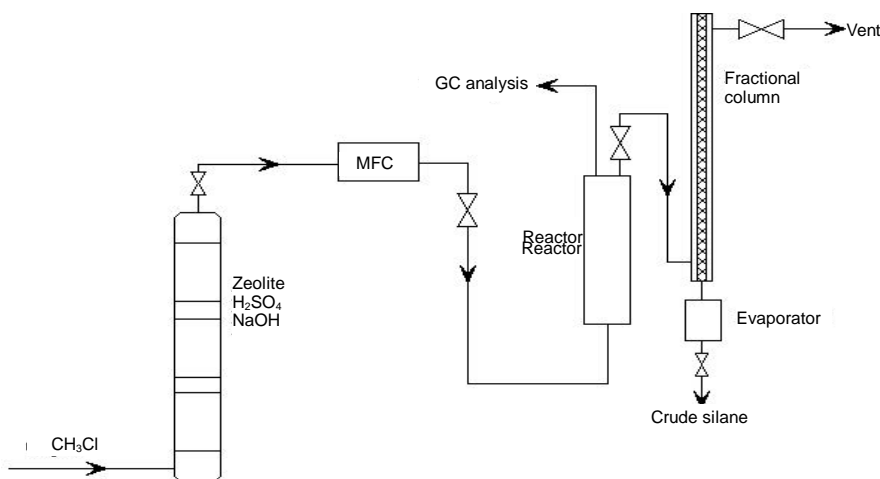 Vent
Fractional
column
GC analysis
MFC
Reactor
Reactor
Zeolite
H₂SO₄
NaOH
Evaporator
CH₃Cl
Crude silane